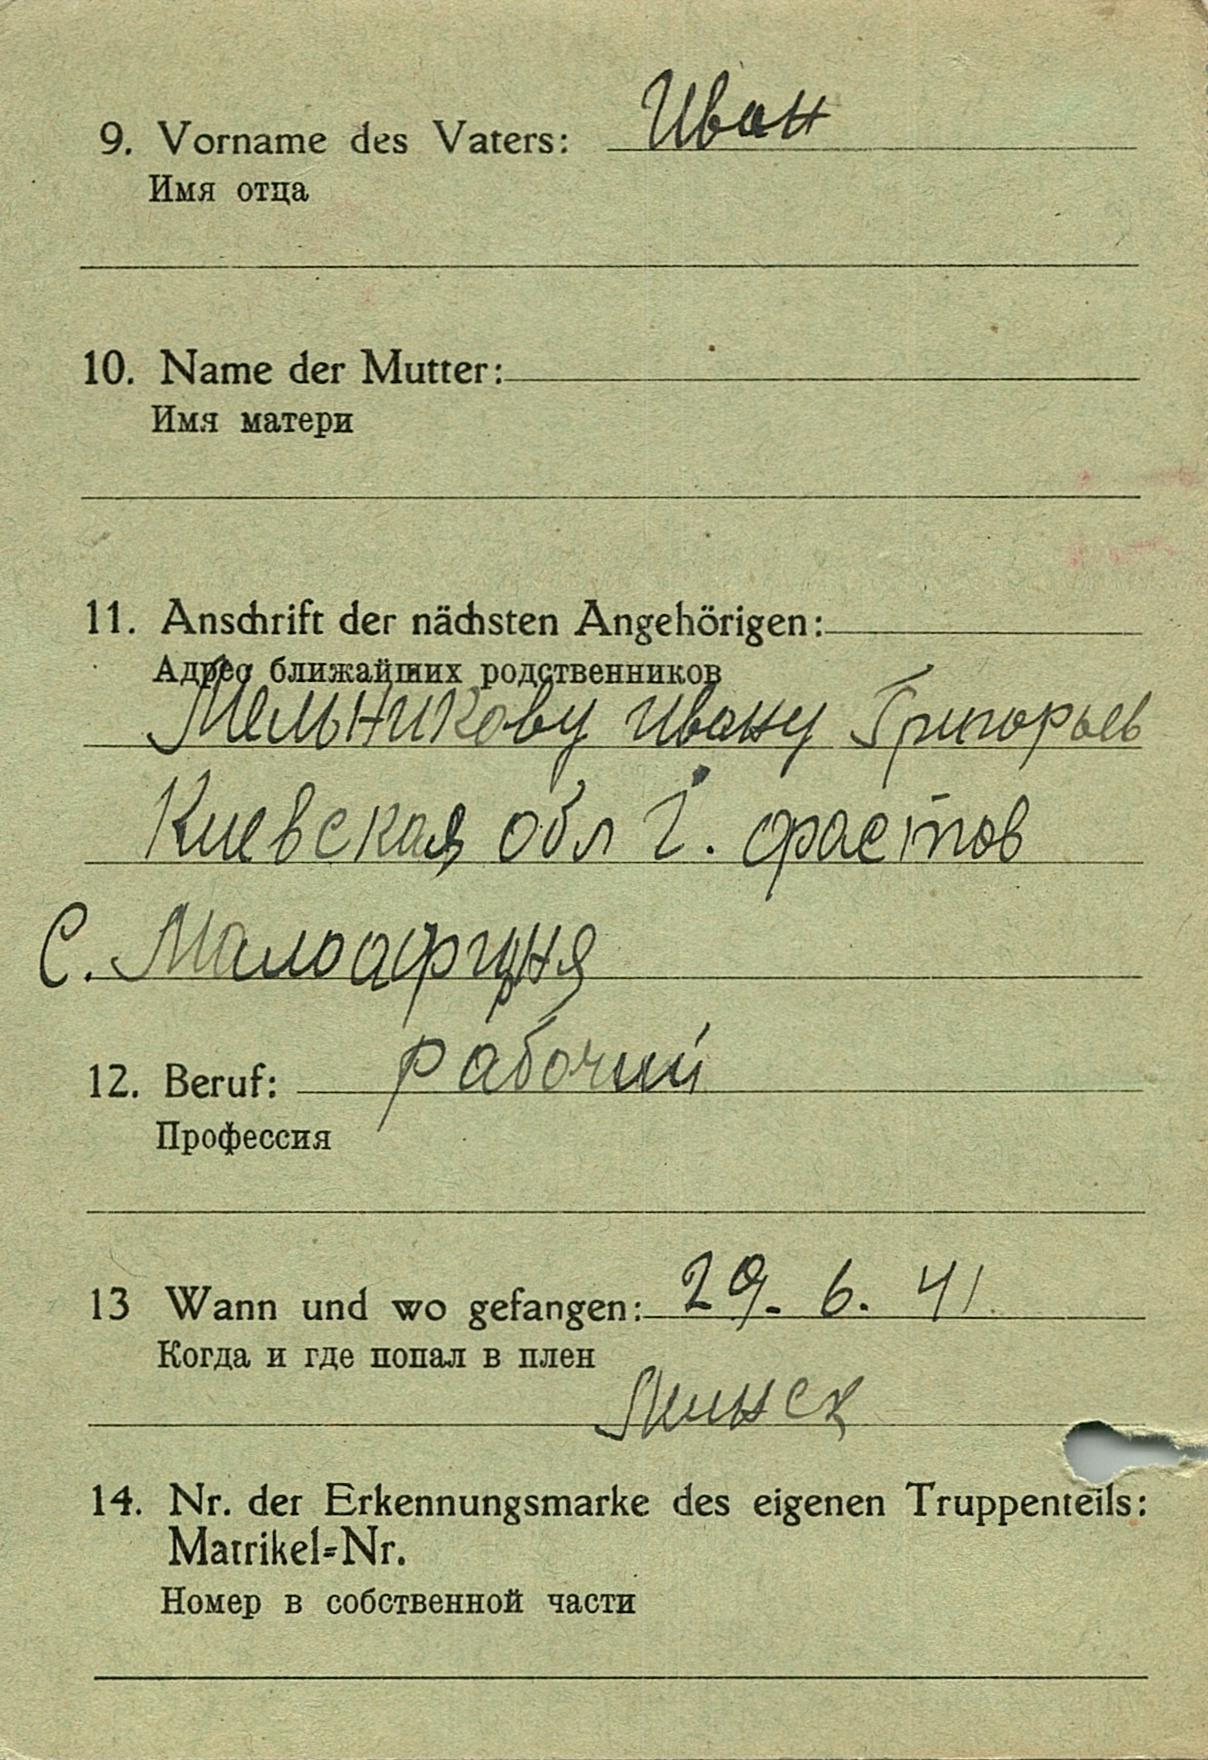 9. Vorname des Vaters: Иван
Имя отца
10. Name der Mutter:
Имя матери
11. Anschrift der nächsten Angehörigen:
Адрес ближайших родственников
Мельникову Ивану Григорьев
Киевская обл г. фастов
С.
12. Beruf: рабочий
Профессия
13 Wann und wo gefangen: 29. 6. 41.
Когда и где попал в плен
Минск
14. Nr. der Erkennungsmarke des eigenen Truppenteils:
Matrikel=Nr.
Номер в собственной части